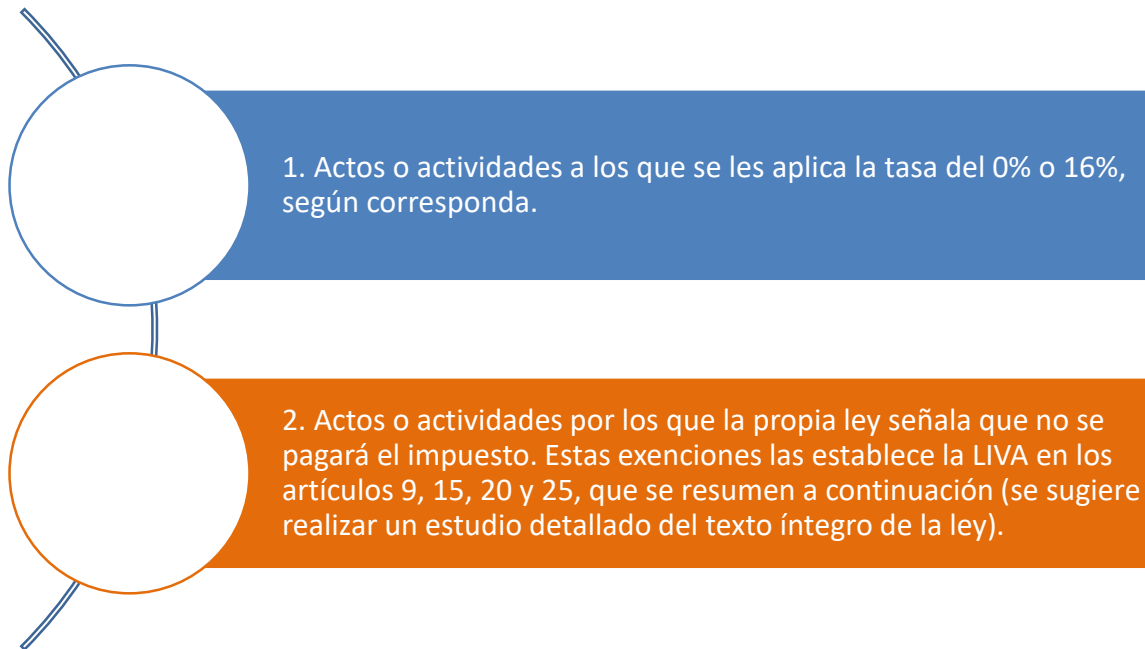 1. Actos o actividades a los que se les aplica la tasa del 0% o 16%,
según corresponda.
2. Actos o actividades por los que la propia ley señala que no se
pagará el impuesto. Estas exenciones las establece la LIVA en los
artículos 9, 15, 20 y 25, que se resumen a continuación (se sugiere
realizar un estudio detallado del texto íntegro de la ley).